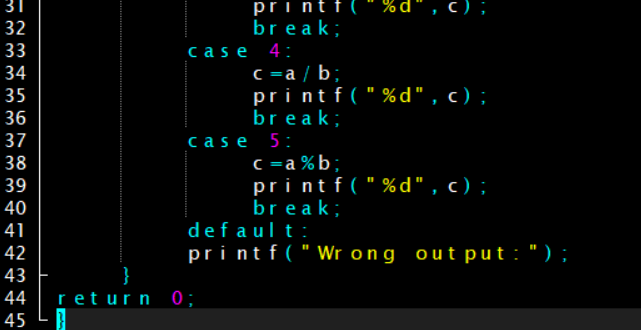 31 printf("%d",c);
32 break;
33 case 4:
34 c=a/b;
35 printf("%d",c);
36 break;
37 case 5:
38 c=a%b;
39 printf("%d",c);
40 break;
41 default:
42 printf("Wrong output:");
43 }
44 return 0;
45 }